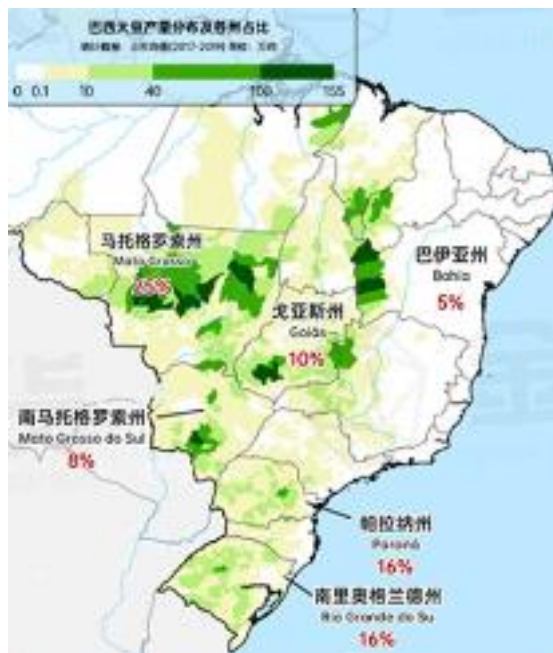 巴西大豆产量分布及各州占比
0 0.1 10 40 100 155
马托格罗索州
Mato Grosso
25%
巴伊亚州
Bahia
5%
戈亚斯州
Goiás
10%
南马托格罗索州
Mato Grosso do Sul
8%
帕拉纳州
Paraná
16%
南里奥格兰德州
Rio Grande do Su
16%